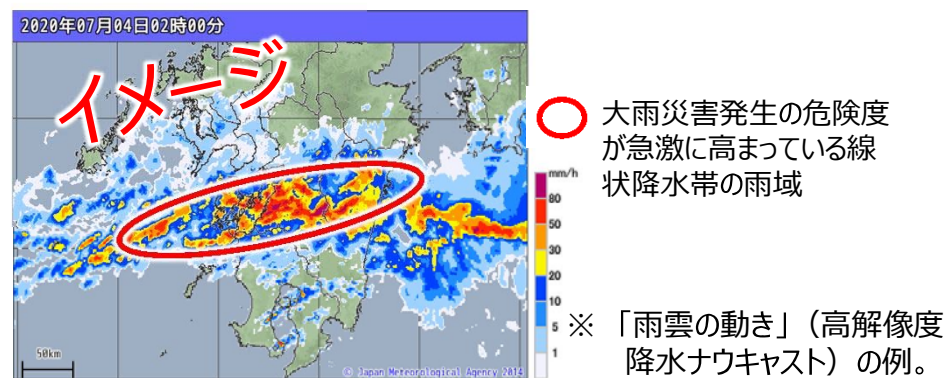 2020年07月04日02時00分
イメージ
大雨災害発生の危険度
が急激に高まっている線
状降水帯の雨域
mm/h
80
50
30
20
10
5
1
※ 「雨雲の動き」（高解像度
降水ナウキャスト）の例。
50km
© Japan Meteorological Agency 2014